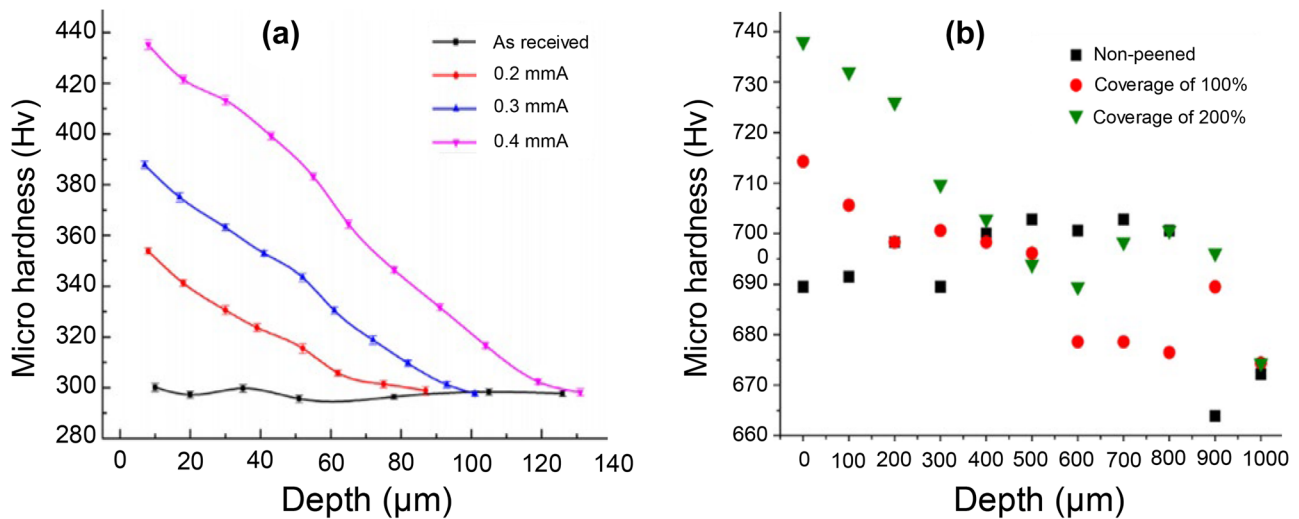 (a)
As received
0.2 mmA
0.3 mmA
0.4 mmA
440
420
400
380
360
340
320
300
280
Micro hardness (Hv)
0 20 40 60 80 100 120 140
Depth (μm)
(b)
Non-peened
Coverage of 100%
Coverage of 200%
740
730
720
710
700
0
690
680
670
660
Micro hardness (Hv)
0 100 200 300 400 500 600 700 800 900 1000
Depth (μm)